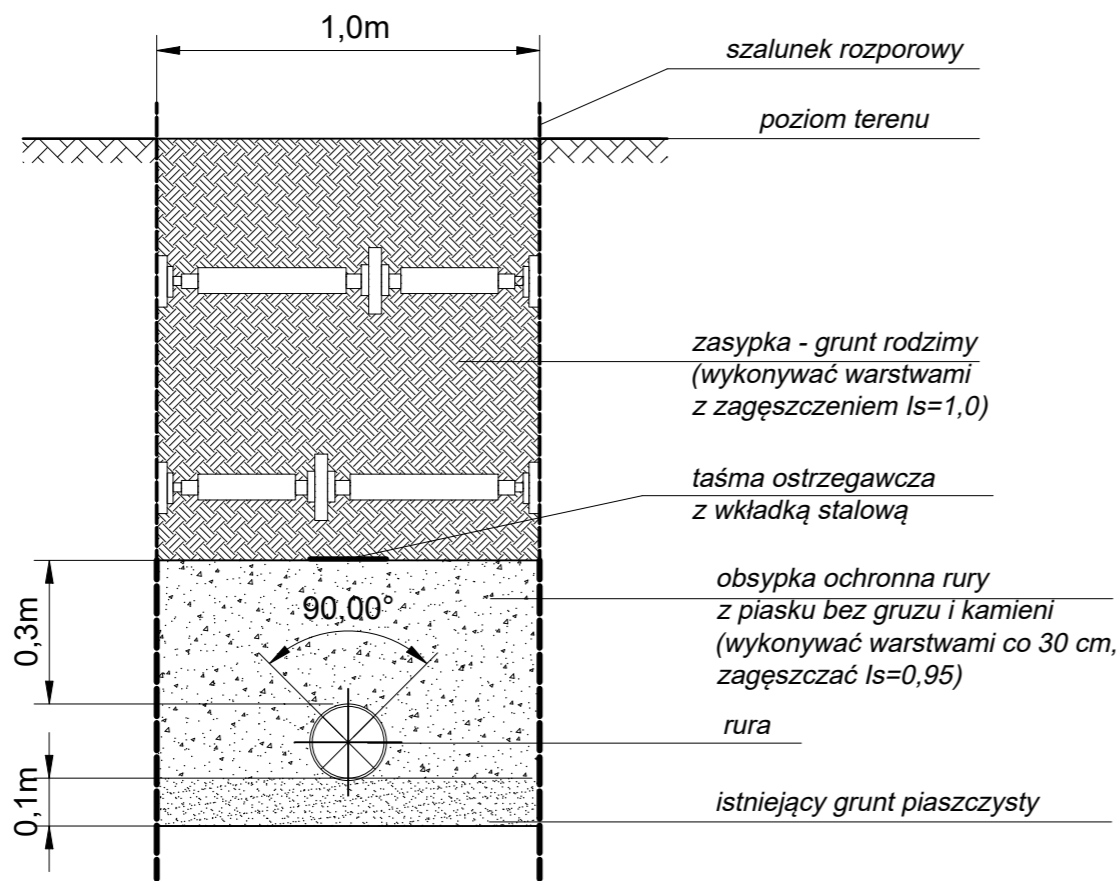 1,0m
szalunek rozporowy
poziom terenu
zasypka - grunt rodzimy
(wykonywać warstwami
z zagęszczeniem Is=1,0)
taśma ostrzegawcza
z wkładką stalową
obsypka ochronna rury
z piasku bez gruzu i kamieni
(wykonywać warstwami co 30 cm,
zagęszczać Is=0,95)
90,00°
0,3m
rura
0,1m
istniejący grunt piaszczysty